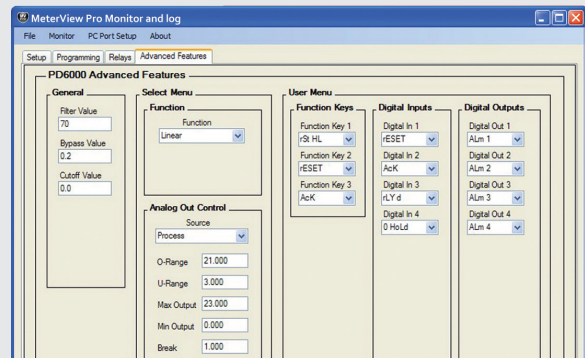 MeterView Pro Monitor and log
File Monitor PC Port Setup About
Setup Programming Relays Advanced Features
PD6000 Advanced Features
General
Filter Value
70
Bypass Value
0.2
Cutoff Value
0.0
Select Menu
Function
Function
Linear
Analog Out Control
Source
Process
O-Range 21.000
U-Range 3.000
Max Output 23.000
Min Output 0.000
Break 1.000
User Menu
Function Keys
Function Key 1
rSt HL
Function Key 2
rESET
Function Key 3
AcK
Digital Inputs
Digital In 1
rESET
Digital In 2
AcK
Digital In 3
rLY d
Digital In 4
0 HoLd
Digital Outputs
Digital Out 1
ALm 1
Digital Out 2
ALm 2
Digital Out 3
ALm 3
Digital Out 4
ALm 4